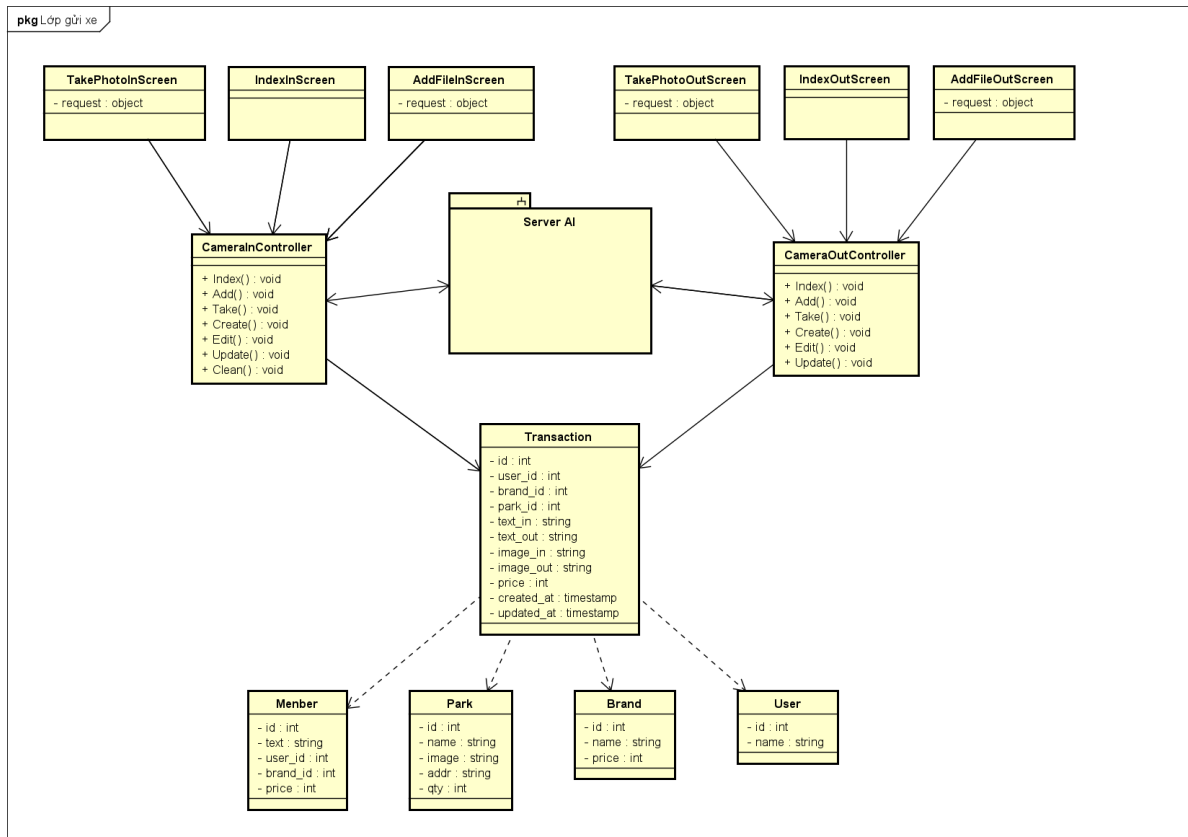 pkg Lớp gửi xe
TakePhotoInScreen
- request : object
IndexInScreen
AddFileInScreen
- request : object
TakePhotoOutScreen
- request : object
IndexOutScreen
AddFileOutScreen
- request : object
Server AI
CameraInController
+ Index() : void
+ Add() : void
+ Take() : void
+ Create() : void
+ Edit() : void
+ Update() : void
+ Clean() : void
CameraOutController
+ Index() : void
+ Add() : void
+ Take() : void
+ Create() : void
+ Edit() : void
+ Update() : void
Transaction
- id : int
- user_id : int
- brand_id : int
- park_id : int
- text_in : string
- text_out : string
- image_in : string
- image_out : string
- price : int
- created_at : timestamp
- updated_at : timestamp
Menber
- id : int
- text : string
- user_id : int
- brand_id : int
- price : int
Park
- id : int
- name : string
- image : string
- addr : string
- qty : int
Brand
- id : int
- name : string
- price : int
User
- id : int
- name : string